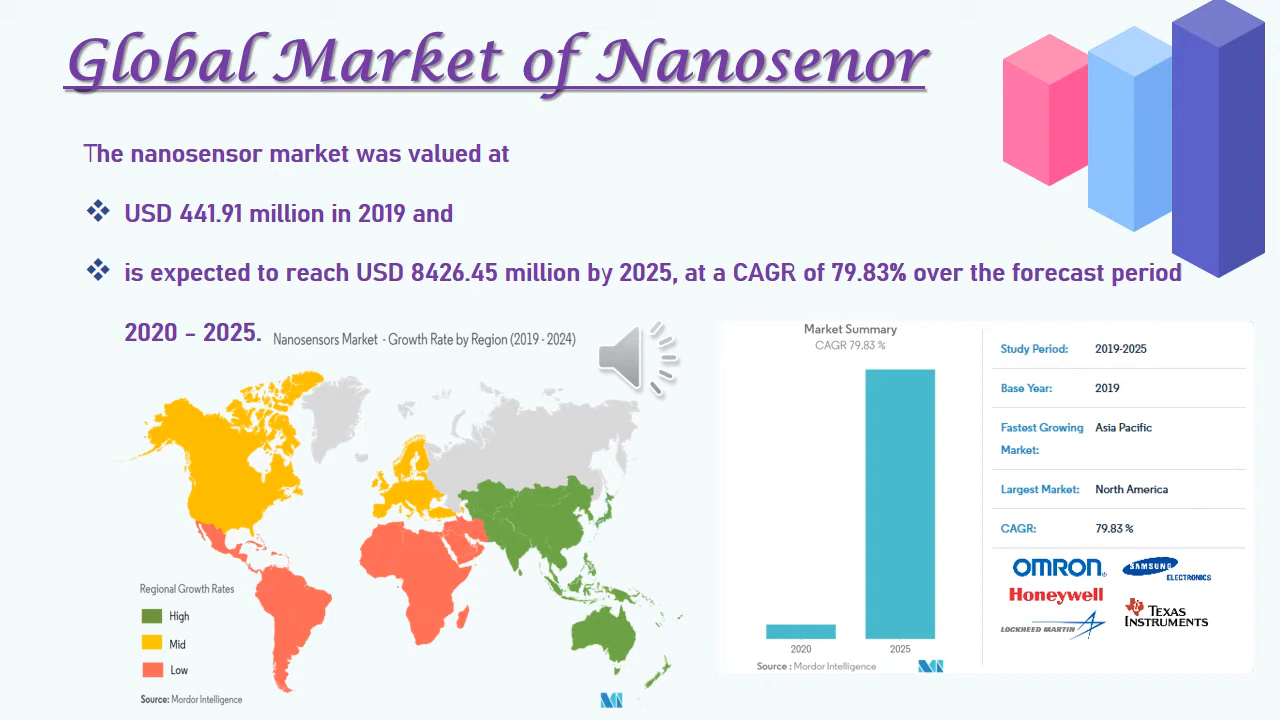 Global Market of Nanosenor
The nanosensor market was valued at
❖ USD 441.91 million in 2019 and
❖ is expected to reach USD 8426.45 million by 2025, at a CAGR of 79.83% over the forecast period
2020 – 2025.
Nanosensors Market - Growth Rate by Region (2019 - 2024)
Regional Growth Rates
High
Mid
Low
Source: Mordor Intelligence
Market Summary
CAGR 79.83 %
2020 2025
Source : Mordor Intelligence
Study Period: 2019-2025
Base Year: 2019
Fastest Growing Asia Pacific
Market:
Largest Market: North America
CAGR: 79.83 %
OMRON
SAMSUNG
ELECTRONICS
Honeywell
TEXAS
INSTRUMENTS
LOCKHEED MARTIN